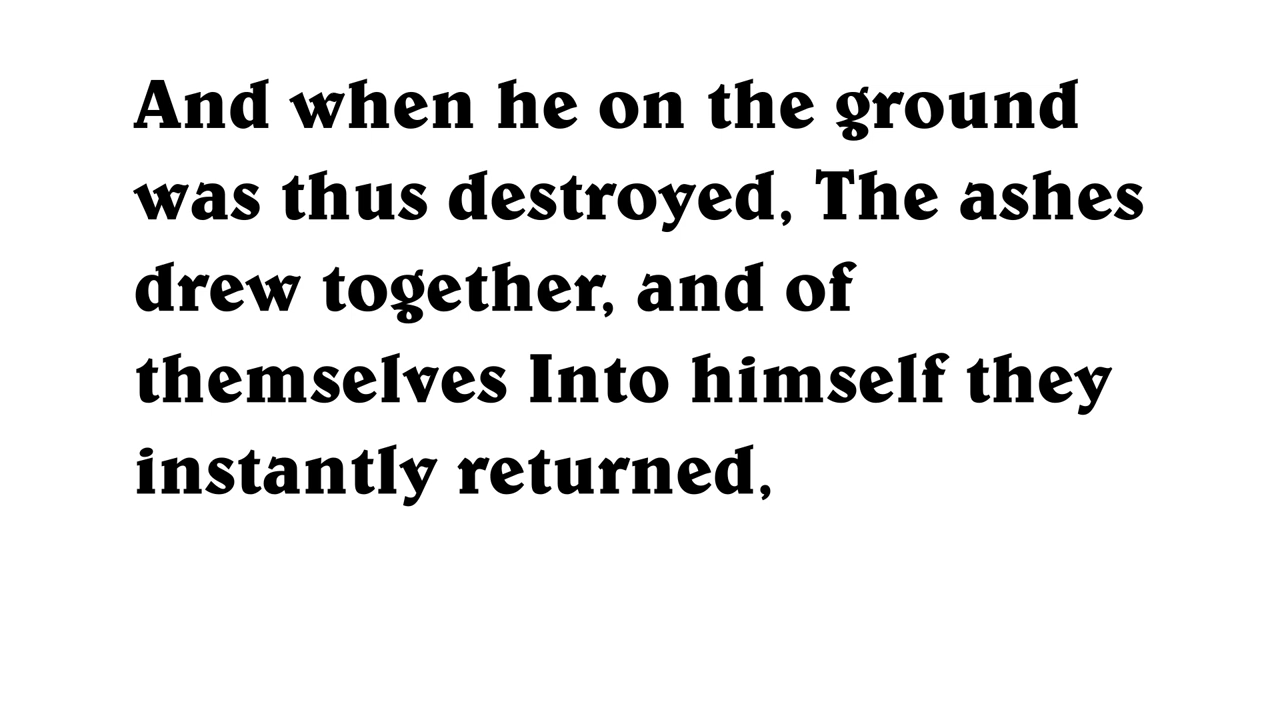 And when he on the ground
was thus destroyed, The ashes
drew together, and of
themselves Into himself they
instantly returned,